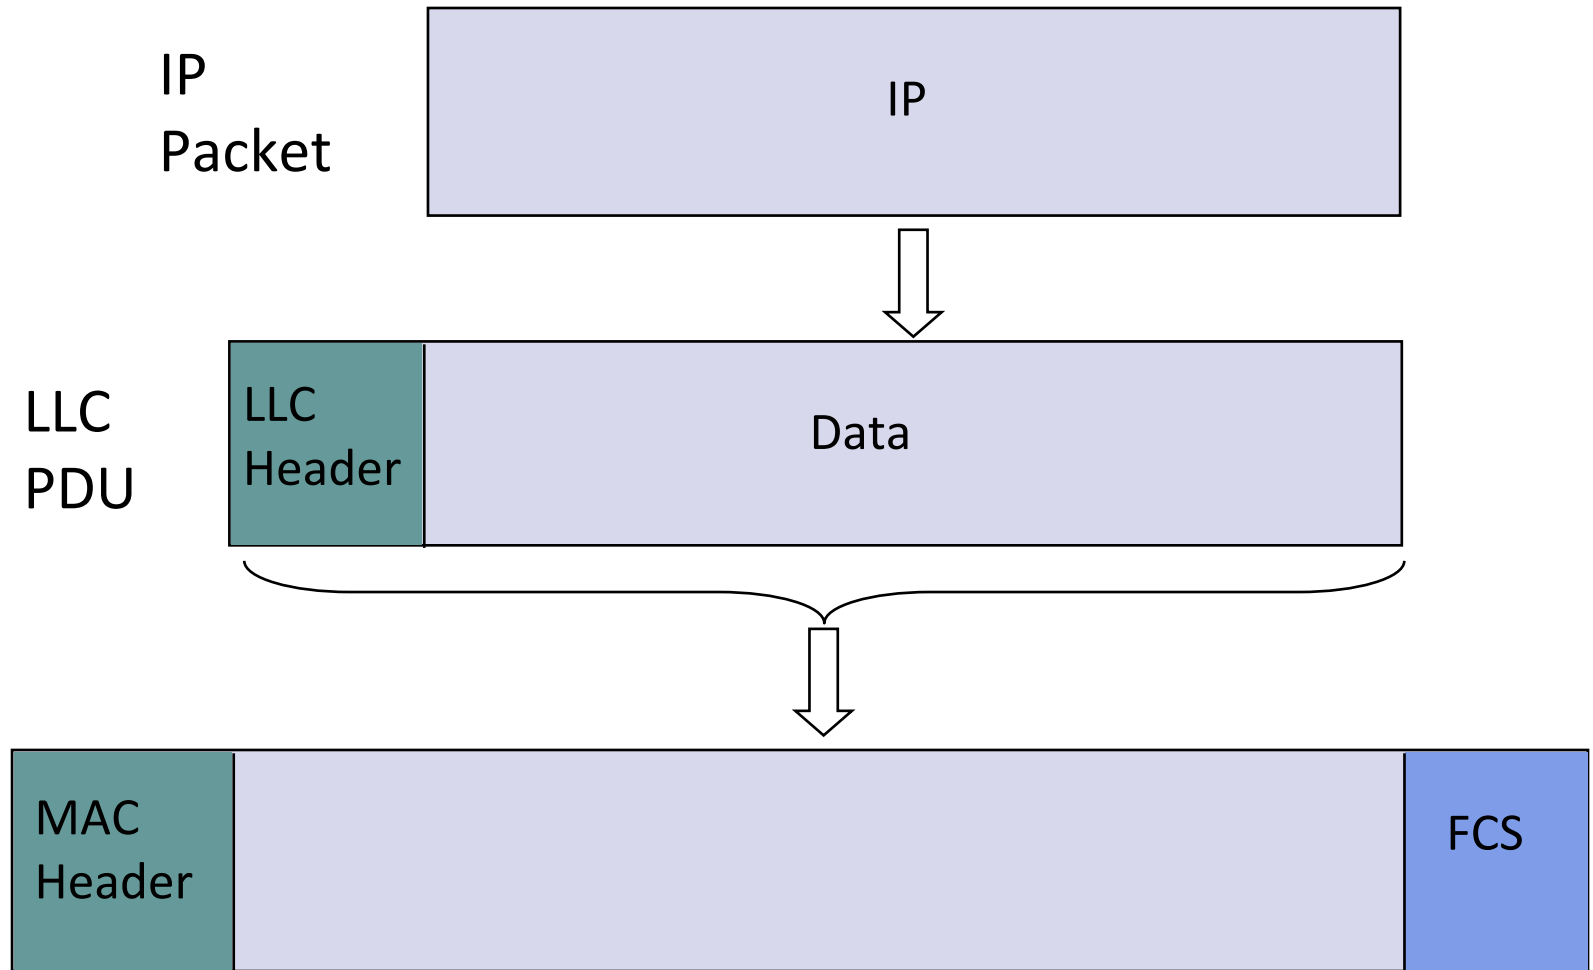 IP
Packet
IP
LLC
PDU
LLC
Header
Data
MAC
Header
FCS